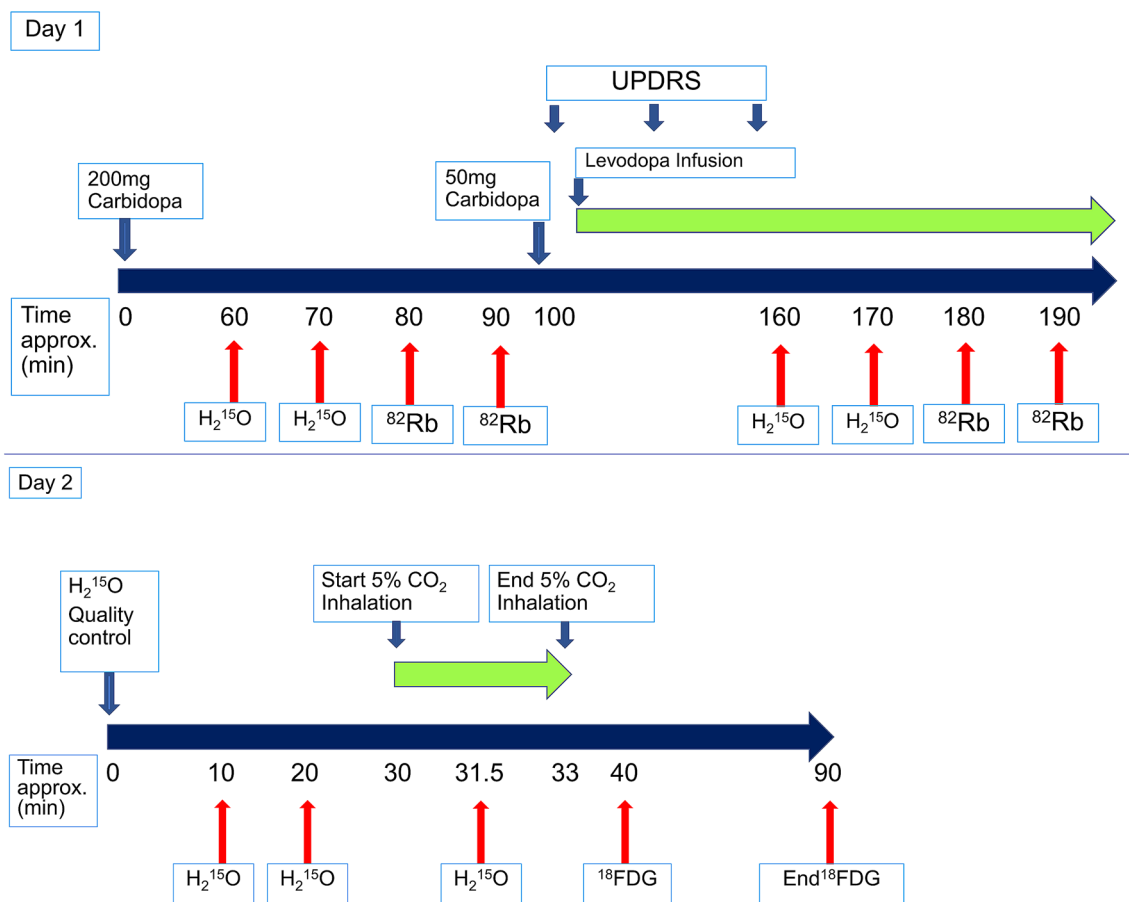 Day 1
UPDRS
Levodopa Infusion
200mg
Carbidopa
50mg
Carbidopa
Time
approx.
(min)
0 60 70 80 90 100 160 170 180 190
H₂¹⁵O H₂¹⁵O ⁸²Rb ⁸²Rb H₂¹⁵O H₂¹⁵O ⁸²Rb ⁸²Rb
Day 2
H₂¹⁵O
Quality
control
Start 5% CO₂
Inhalation
End 5% CO₂
Inhalation
Time
approx.
(min)
0 10 20 30 31.5 33 40 90
H₂¹⁵O H₂¹⁵O H₂¹⁵O ¹⁸FDG End¹⁸FDG